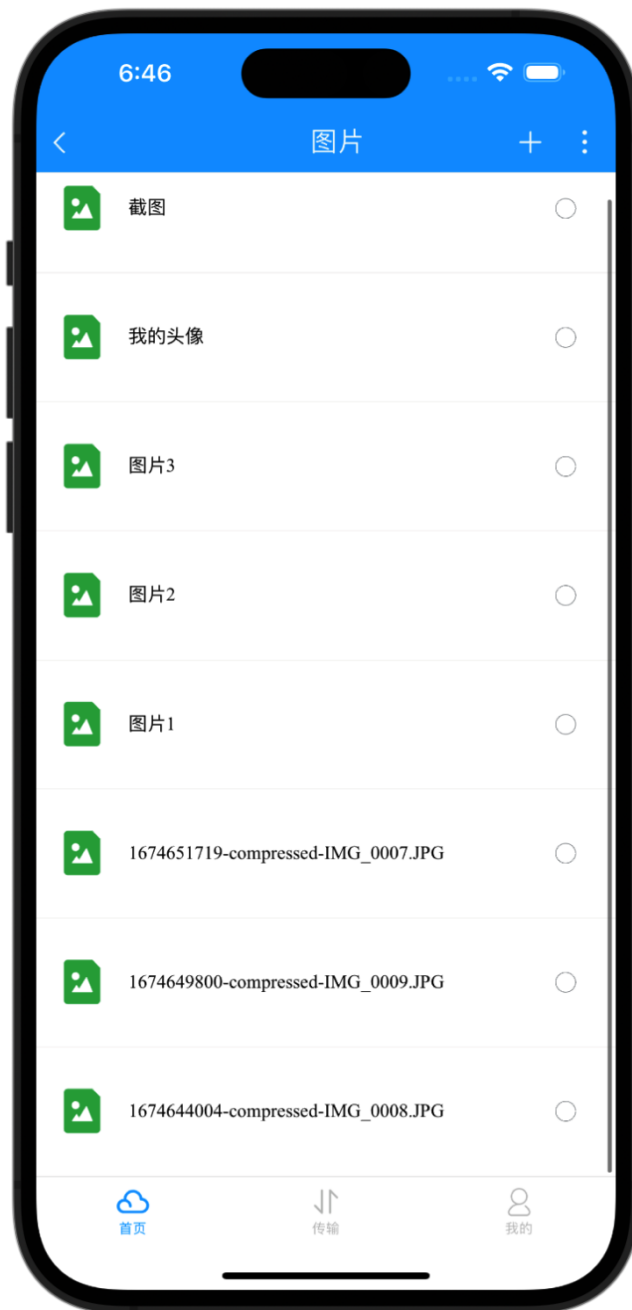 6:46
图片
截图
我的头像
图片3
图片2
图片1
1674651719-compressed-IMG_0007.JPG
1674649800-compressed-IMG_0009.JPG
1674644004-compressed-IMG_0008.JPG
首页
传输
我的